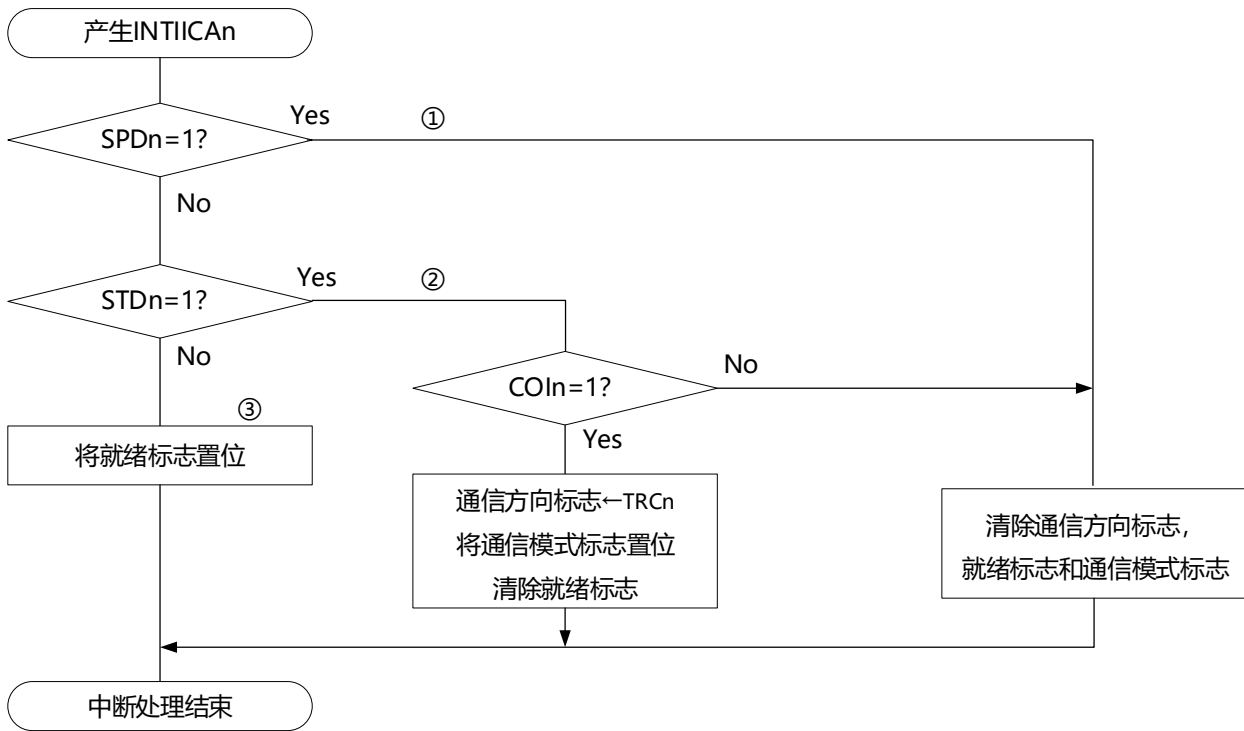 产生INTIICAn
Yes
①
SPDn=1?
No
Yes
②
STDn=1?
No
No
COIn=1?
③
Yes
将就绪标志置位
通信方向标志←TRCn
将通信模式标志置位
清除就绪标志
清除通信方向标志，
就绪标志和通信模式标志
中断处理结束